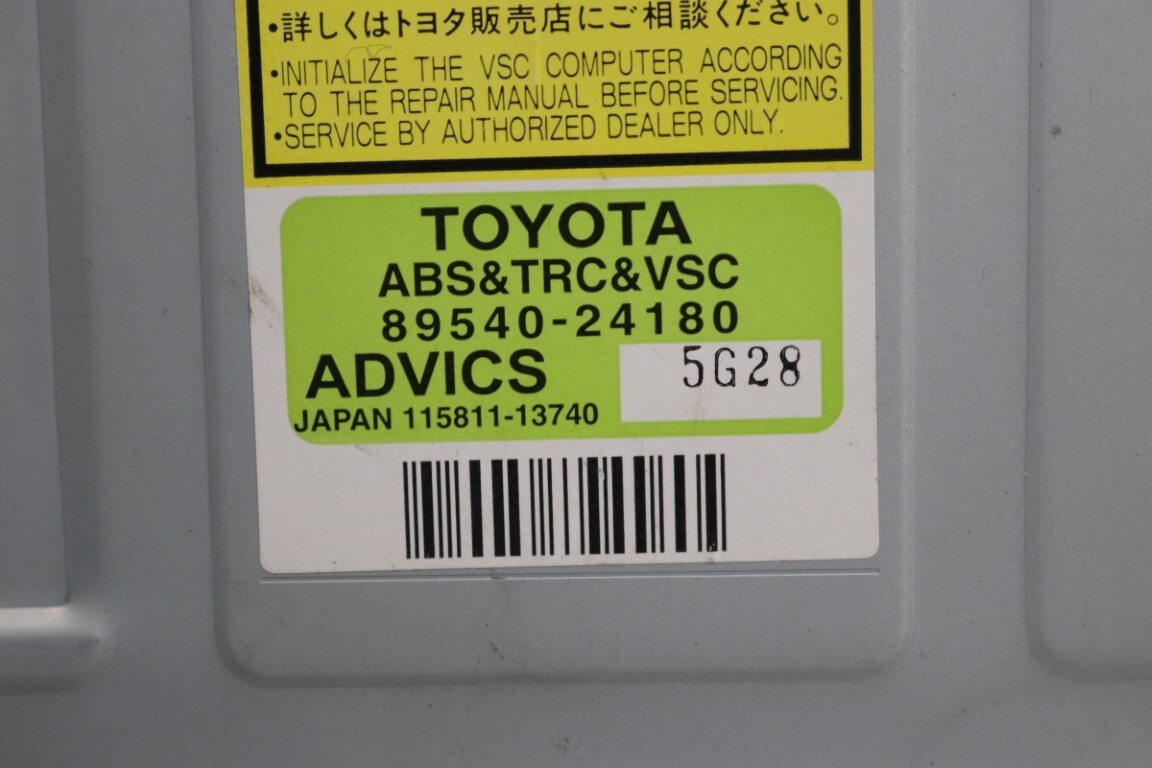 •詳しくはトヨタ販売店にご相談ください。
•INITIALIZE THE VSC COMPUTER ACCORDING
TO THE REPAIR MANUAL BEFORE SERVICING.
•SERVICE BY AUTHORIZED DEALER ONLY.
TOYOTA
ABS&TRC&VSC
89540-24180
ADVICS
5G28
JAPAN 115811-13740